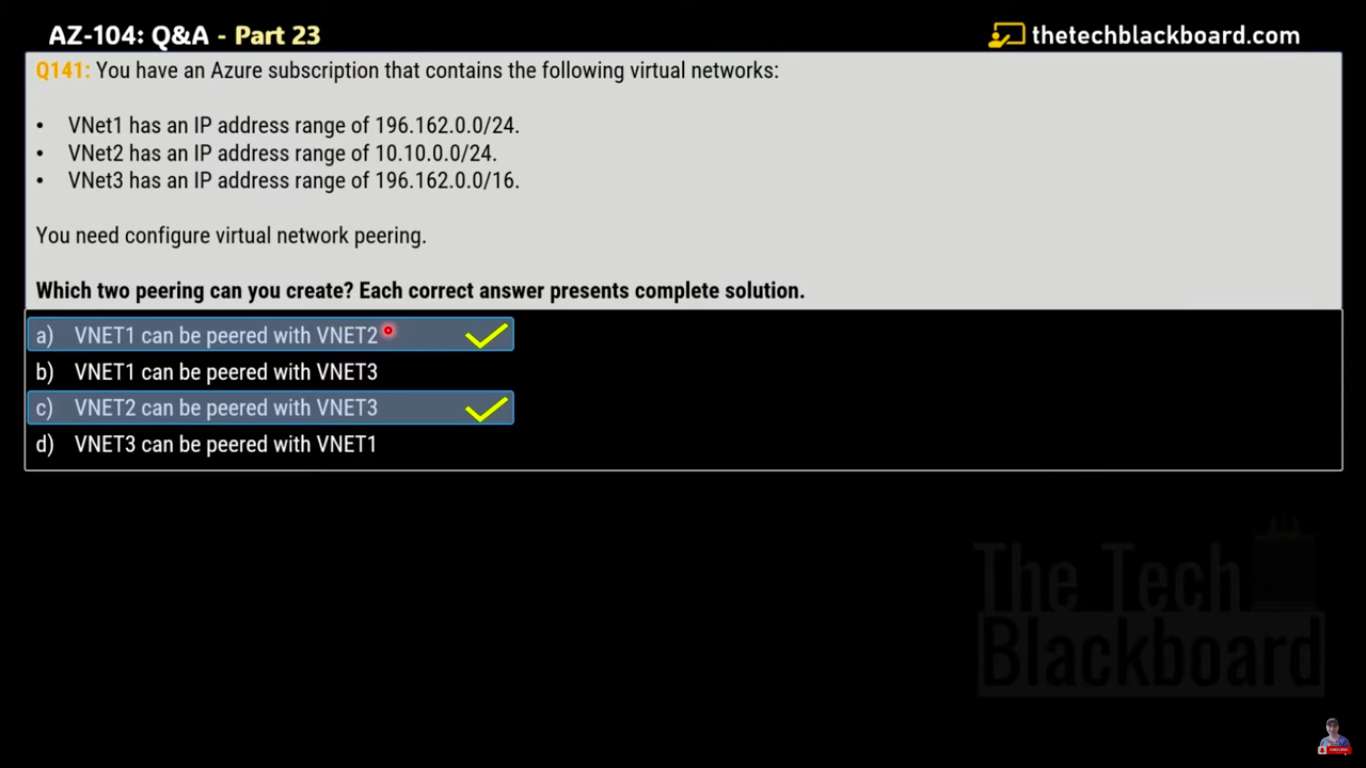 AZ-104: Q&A - Part 23
thetechblackboard.com
Q141: You have an Azure subscription that contains the following virtual networks:
• VNet1 has an IP address range of 196.162.0.0/24.
• VNet2 has an IP address range of 10.10.0.0/24.
• VNet3 has an IP address range of 196.162.0.0/16.
You need configure virtual network peering.
Which two peering can you create? Each correct answer presents complete solution.
a) VNET1 can be peered with VNET2
b) VNET1 can be peered with VNET3
c) VNET2 can be peered with VNET3
d) VNET3 can be peered with VNET1
The Tech
Blackboard